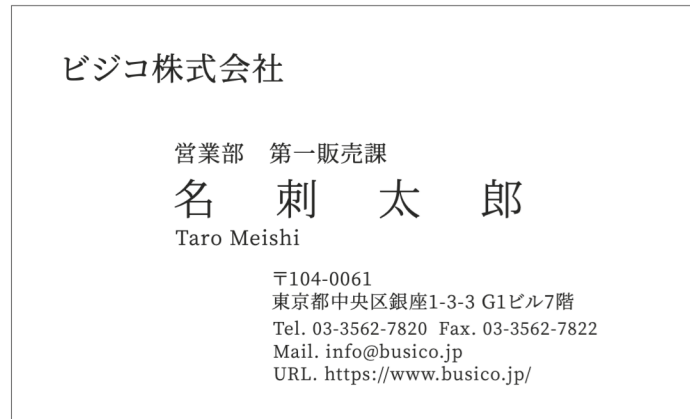 ビジコ株式会社
営業部　第一販売課
名 刺 太 郎
Taro Meishi
〒104-0061
東京都中央区銀座1-3-3 G1ビル7階
Tel. 03-3562-7820 Fax. 03-3562-7822
Mail. info@busico.jp
URL. https://www.busico.jp/